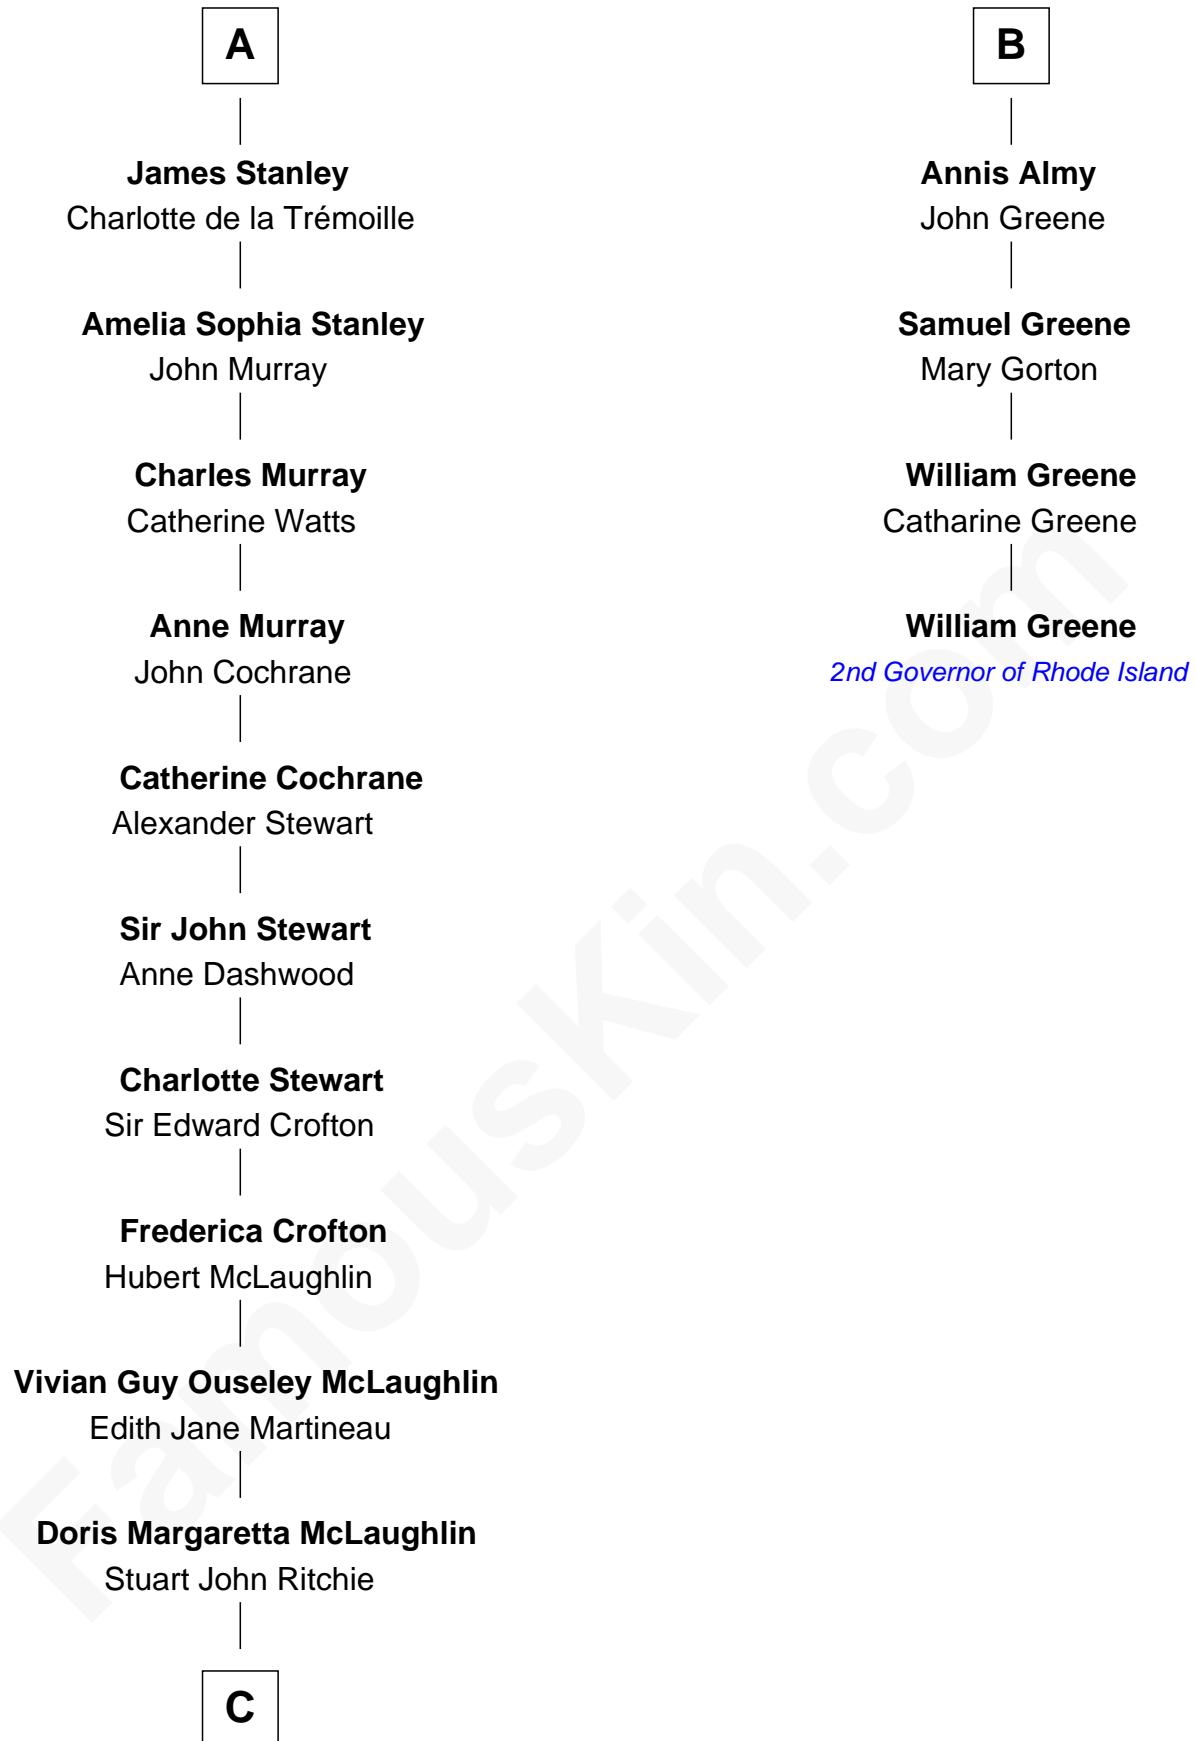 A
James Stanley
Charlotte de la Trémoille
Amelia Sophia Stanley
John Murray
Charles Murray
Catherine Watts
Anne Murray
John Cochrane
Catherine Cochrane
Alexander Stewart
Sir John Stewart
Anne Dashwood
Charlotte Stewart
Sir Edward Crofton
Frederica Crofton
Hubert McLaughlin
Vivian Guy Ouseley McLaughlin
Edith Jane Martineau
Doris Margaretta McLaughlin
Stuart John Ritchie
C
B
Annis Almy
John Greene
Samuel Greene
Mary Gorton
William Greene
Catharine Greene
William Greene
2nd Governor of Rhode Island
FamousKin.com